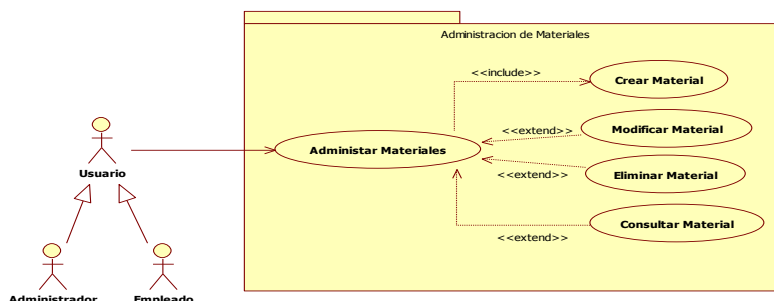 Administracion de Materiales
<<include>>
Crear Material
<<extend>>
Modificar Material
Administar Materiales
Usuario
<<extend>>
Eliminar Material
Consultar Material
<<extend>>
Administrador
Empleado